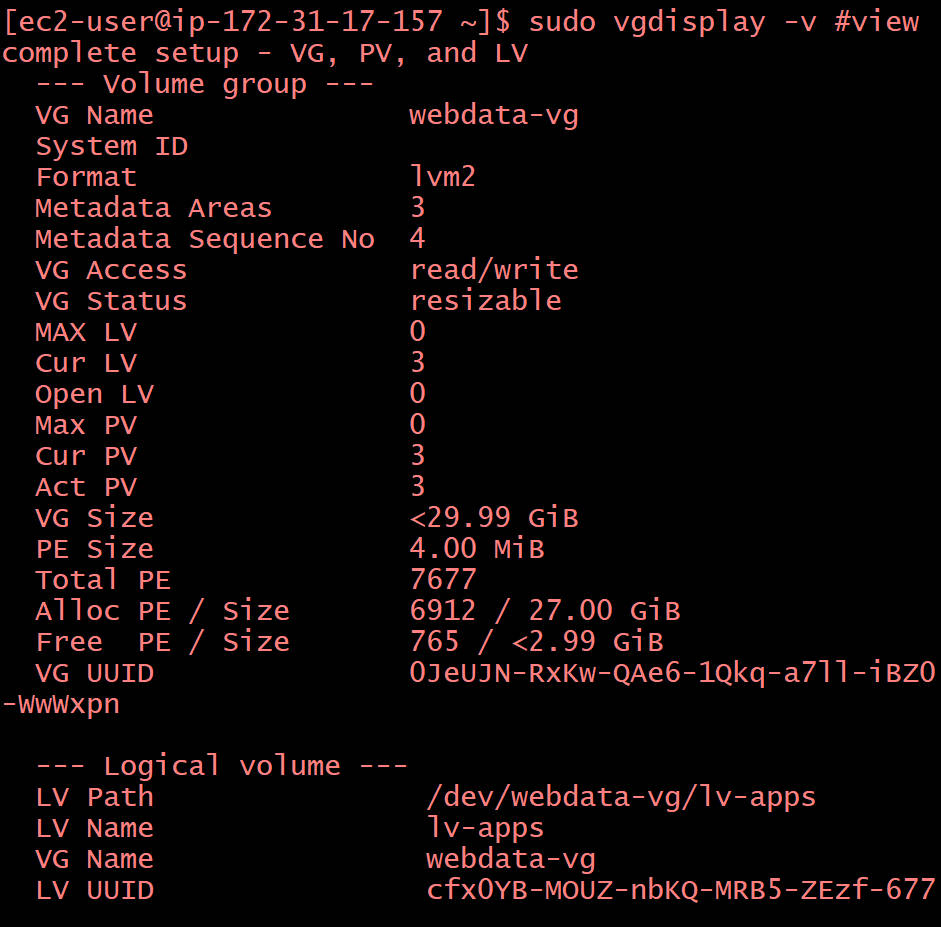 [ec2-user@ip-172-31-17-157 ~]$ sudo vgdisplay -v #view
complete setup - VG, PV, and LV
  --- Volume group ---
  VG Name               webdata-vg
  System ID
  Format                lvm2
  Metadata Areas        3
  Metadata Sequence No  4
  VG Access             read/write
  VG Status             resizable
  MAX LV                0
  Cur LV                3
  Open LV               0
  Max PV                0
  Cur PV                3
  Act PV                3
  VG Size               <29.99 GiB
  PE Size               4.00 MiB
  Total PE              7677
  Alloc PE / Size       6912 / 27.00 GiB
  Free  PE / Size       765 / <2.99 GiB
  VG UUID               0JeUJN-RxKw-QAe6-1Qkq-a7ll-iBZ0
-WwWxpn

  --- Logical volume ---
  LV Path                /dev/webdata-vg/lv-apps
  LV Name                lv-apps
  VG Name                webdata-vg
  LV UUID                cfx0YB-MOUZ-nbKQ-MRB5-ZEzf-677